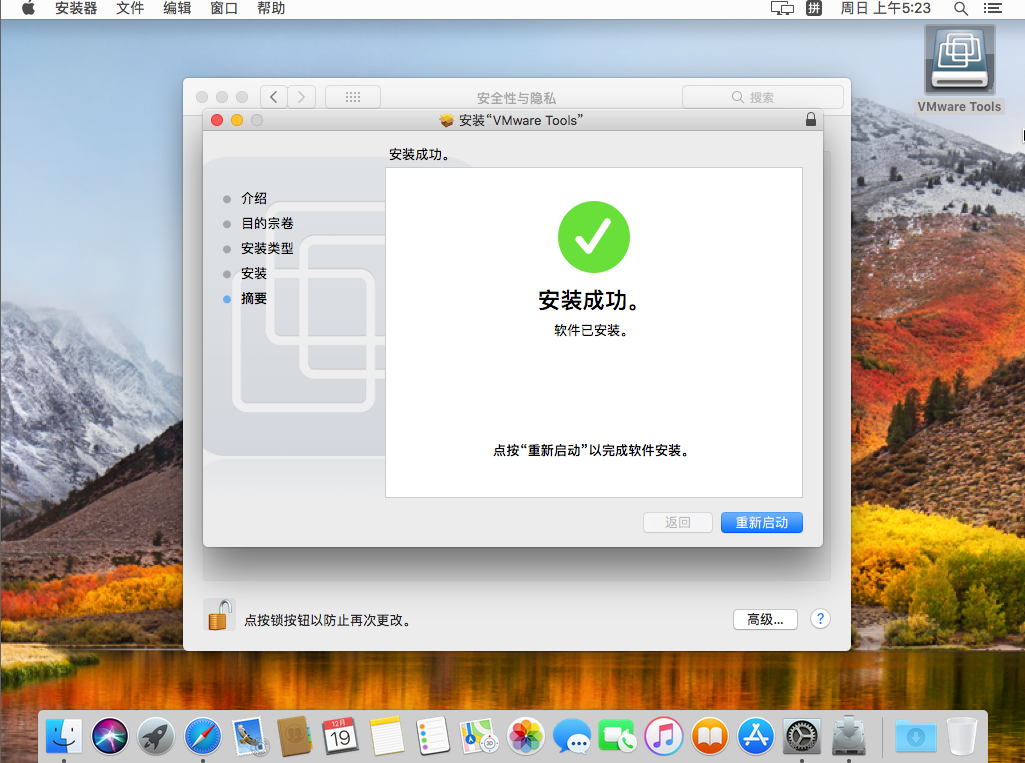 安装器 文件 编辑 窗口 帮助 拼 周日 上午5:23
VMware Tools
安全性与隐私 搜索
安装“VMware Tools”
安装成功。
介绍
目的宗卷
安装类型
安装
摘要
安装成功。
软件已安装。
点按“重新启动”以完成软件安装。
返回 重新启动
点按锁按钮以防止再次更改。 高级... ?
12月
19